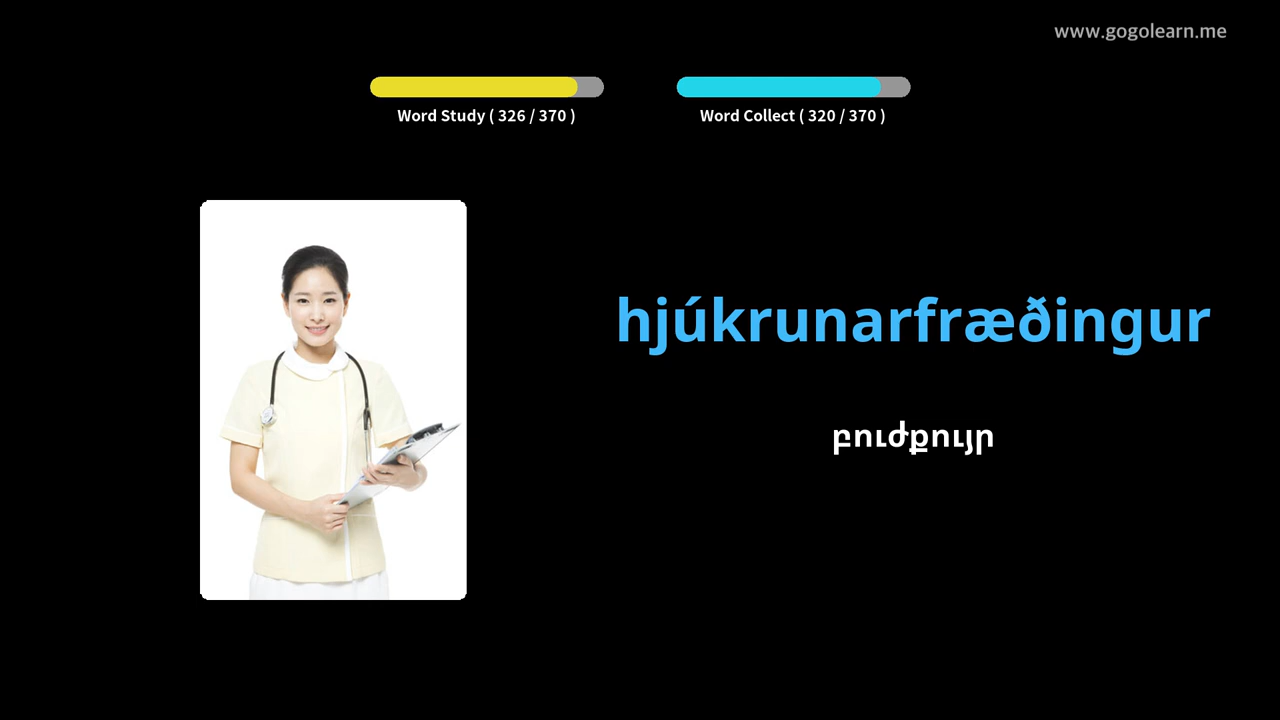 www.gogolearn.me
Word Study ( 326 / 370 )
Word Collect ( 320 / 370 )
hjúkrunarfræðingur
բուժքույր